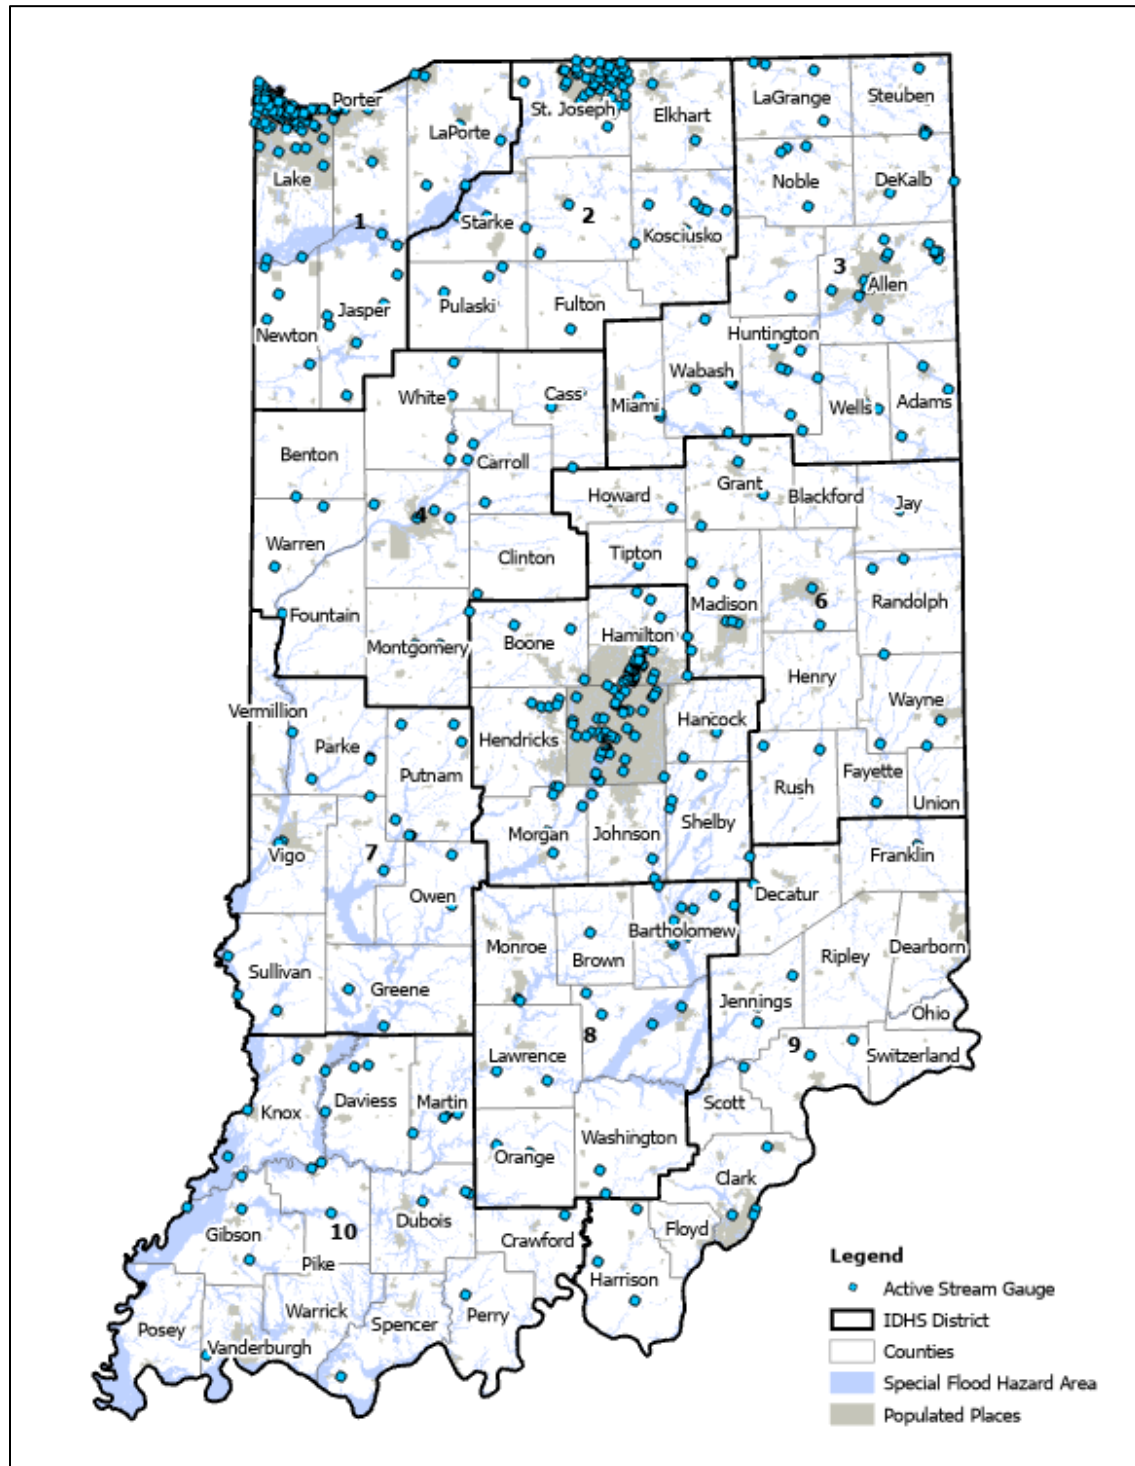 Porter
LaPorte
St. Joseph
Elkhart
LaGrange
Steuben
Lake
Noble
DeKalb
1
Starke
2
Kosciusko
3
Allen
Newton
Jasper
Pulaski
Fulton
Huntington
White
Cass
Miami
Wabash
Wells
Adams
Benton
Carroll
Howard
Grant
Blackford
Jay
Warren
4
Clinton
Tipton
Fountain
Montgomery
Boone
Hamilton
Madison
6
Randolph
Henry
Vermillion
Parke
Putnam
Hendricks
Hancock
Wayne
Rush
Fayette
Union
Vigo
7
Morgan
Johnson
Shelby
Franklin
Owen
Decatur
Sullivan
Greene
Monroe
Brown
Bartholomew
Ripley
Dearborn
Jennings
Ohio
8
Lawrence
9
Switzerland
Knox
Daviess
Martin
Scott
Orange
Washington
Clark
Gibson
10
Pike
Dubois
Crawford
Floyd
Harrison
Posey
Vanderburgh
Warrick
Spencer
Perry
Legend
Active Stream Gauge
IDHS District
Counties
Special Flood Hazard Area
Populated Places